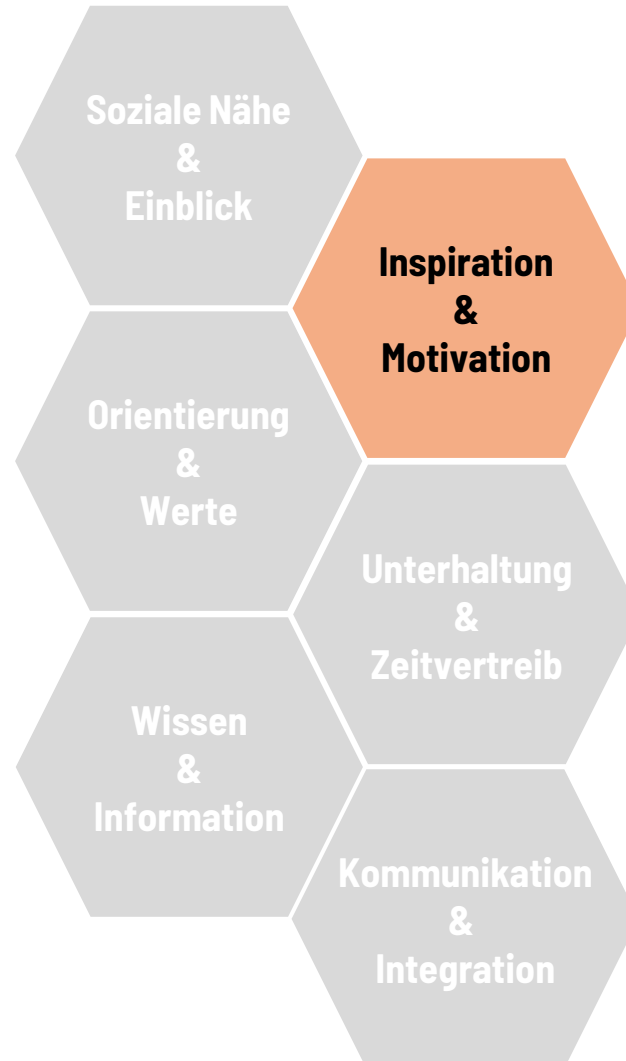 Soziale Nähe
&
Einblick
Inspiration
&
Motivation
Orientierung
&
Werte
Unterhaltung
&
Zeitvertreib
Wissen
&
Information
Kommunikation
&
Integration